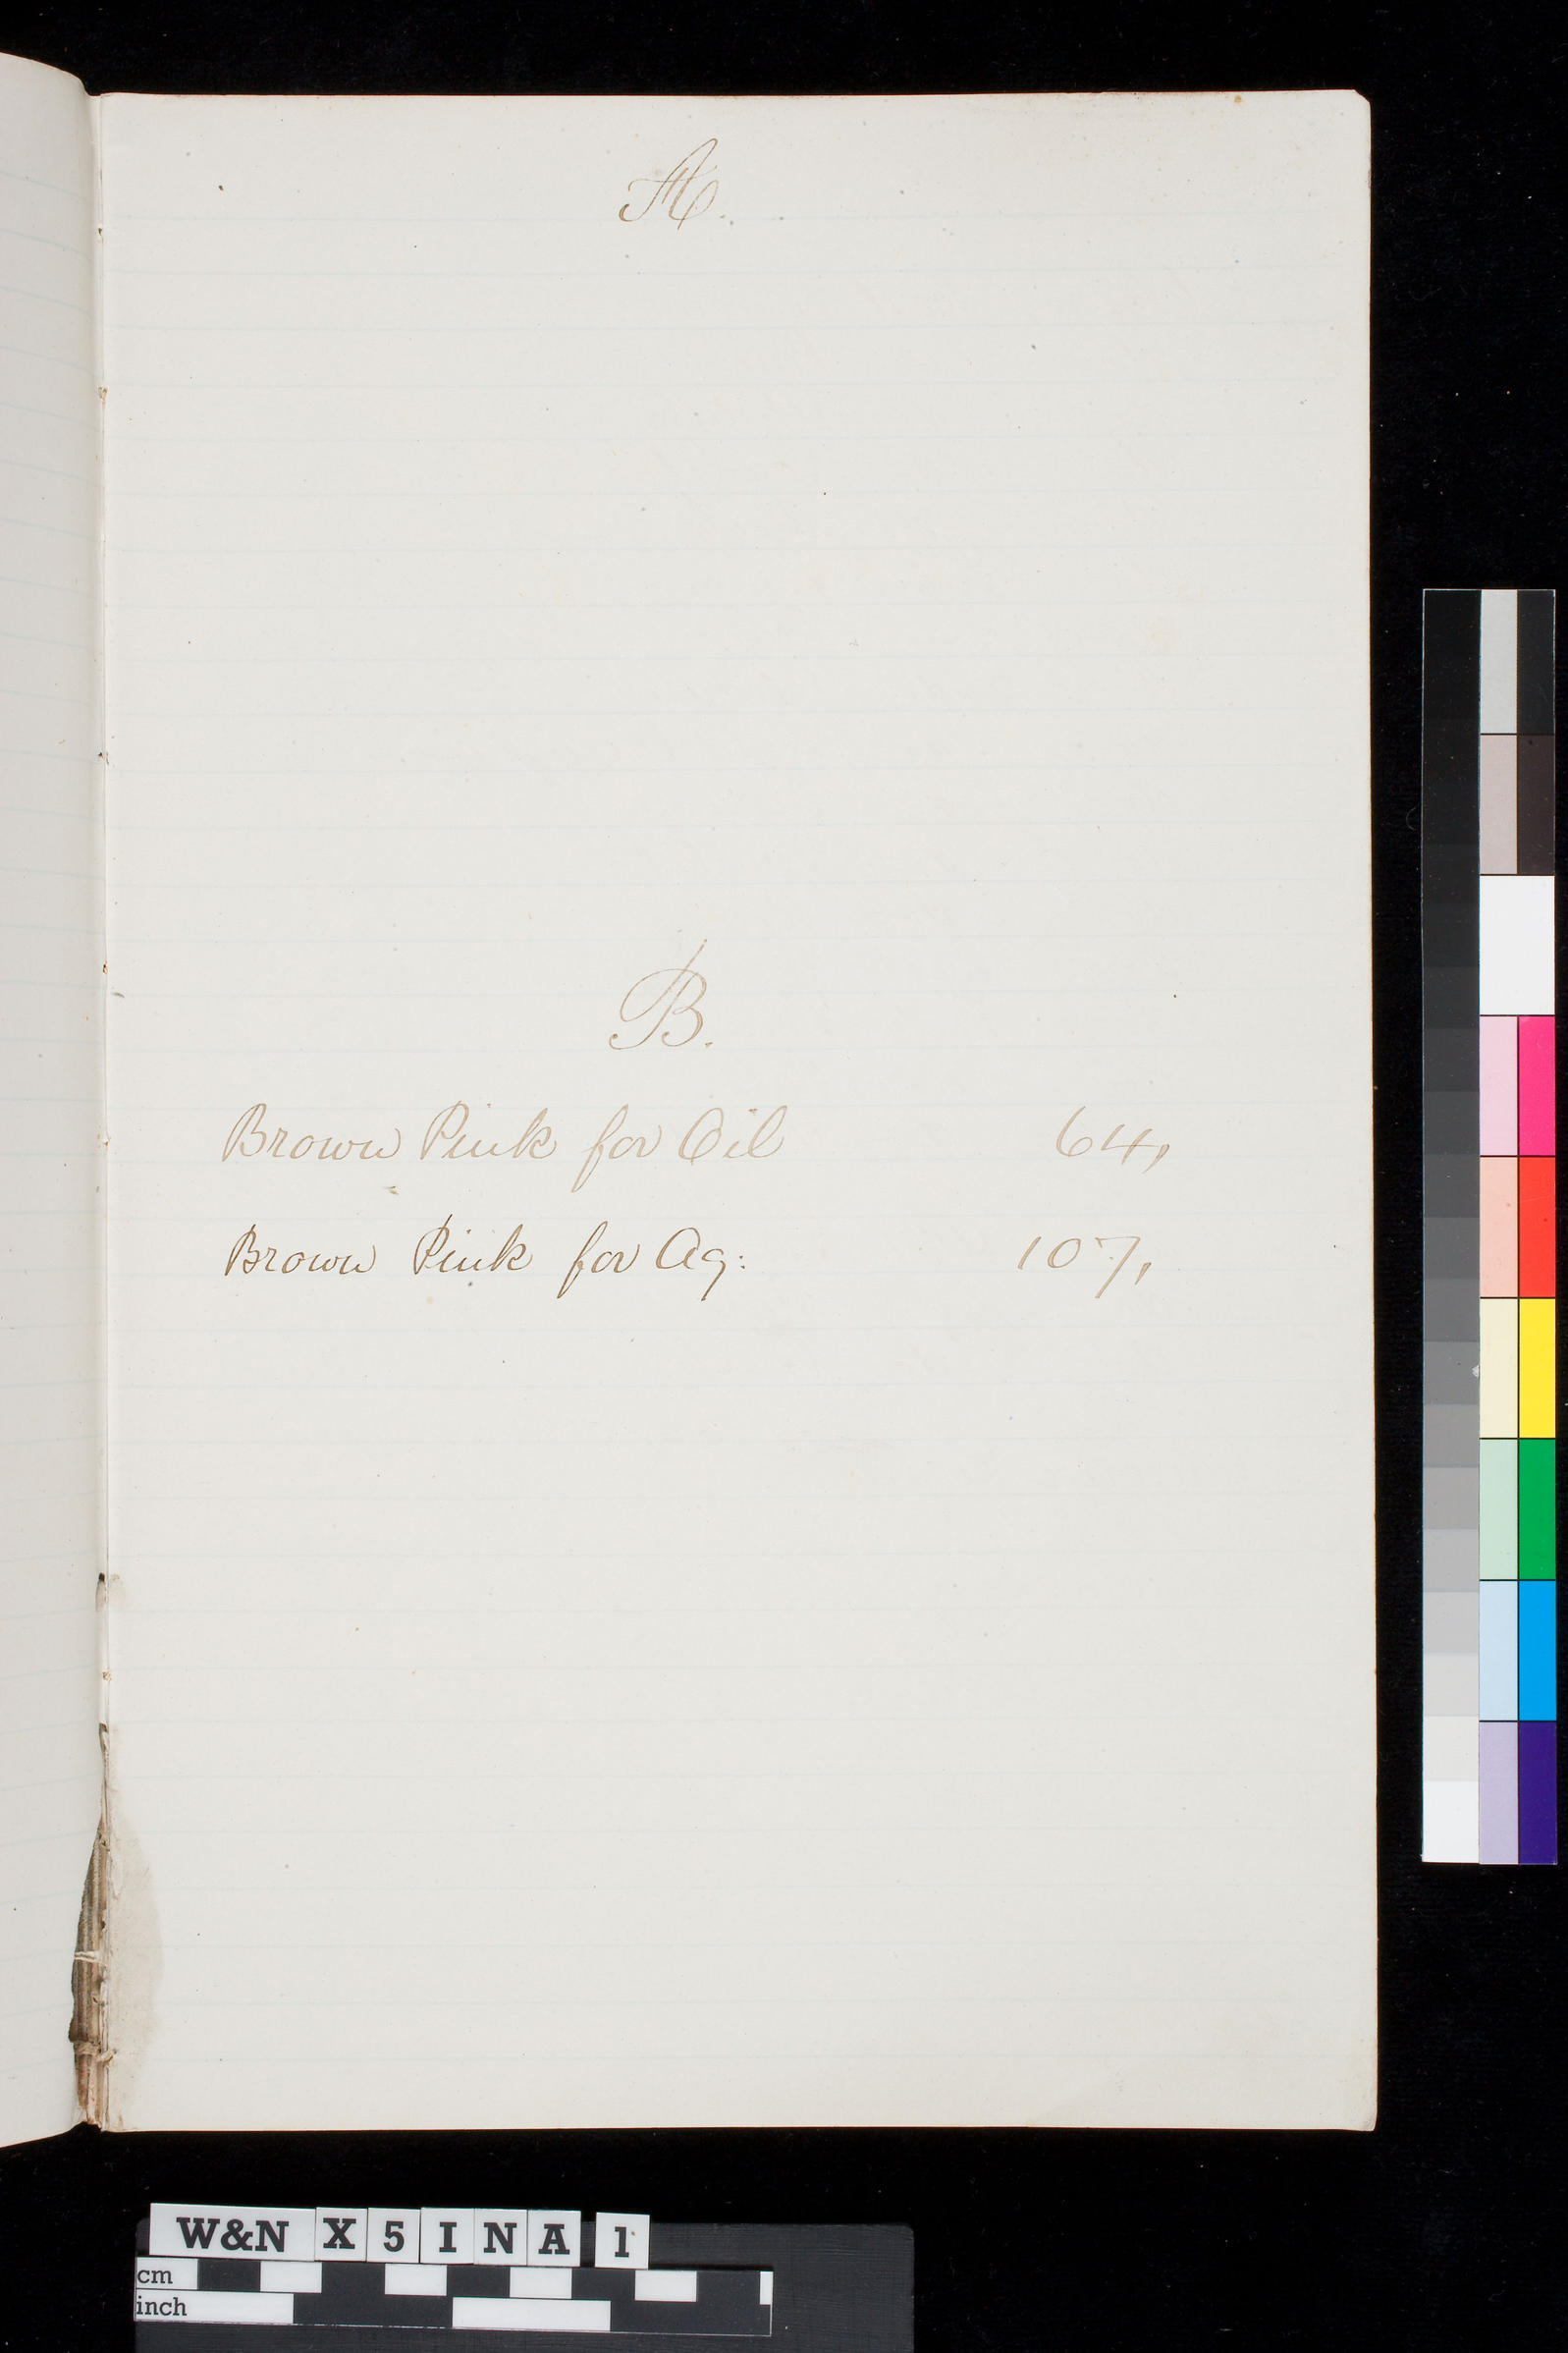 A.
B.
Brown Pink for Oil 64,
Brown Pink for Aq: 107,
W&N X 5 I N A 1
cm
inch